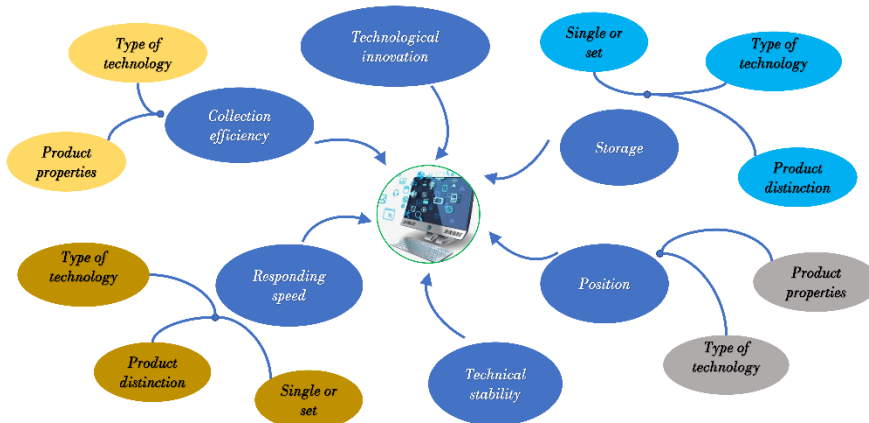 Type of
technology
Product
properties
Collection
efficiency
Technological
innovation
Single or
set
Type of
technology
Product
distinction
Storage
Type of
technology
Product
distinction
Single or
set
Responding
speed
Technical
stability
Position
Product
properties
Type of
technology